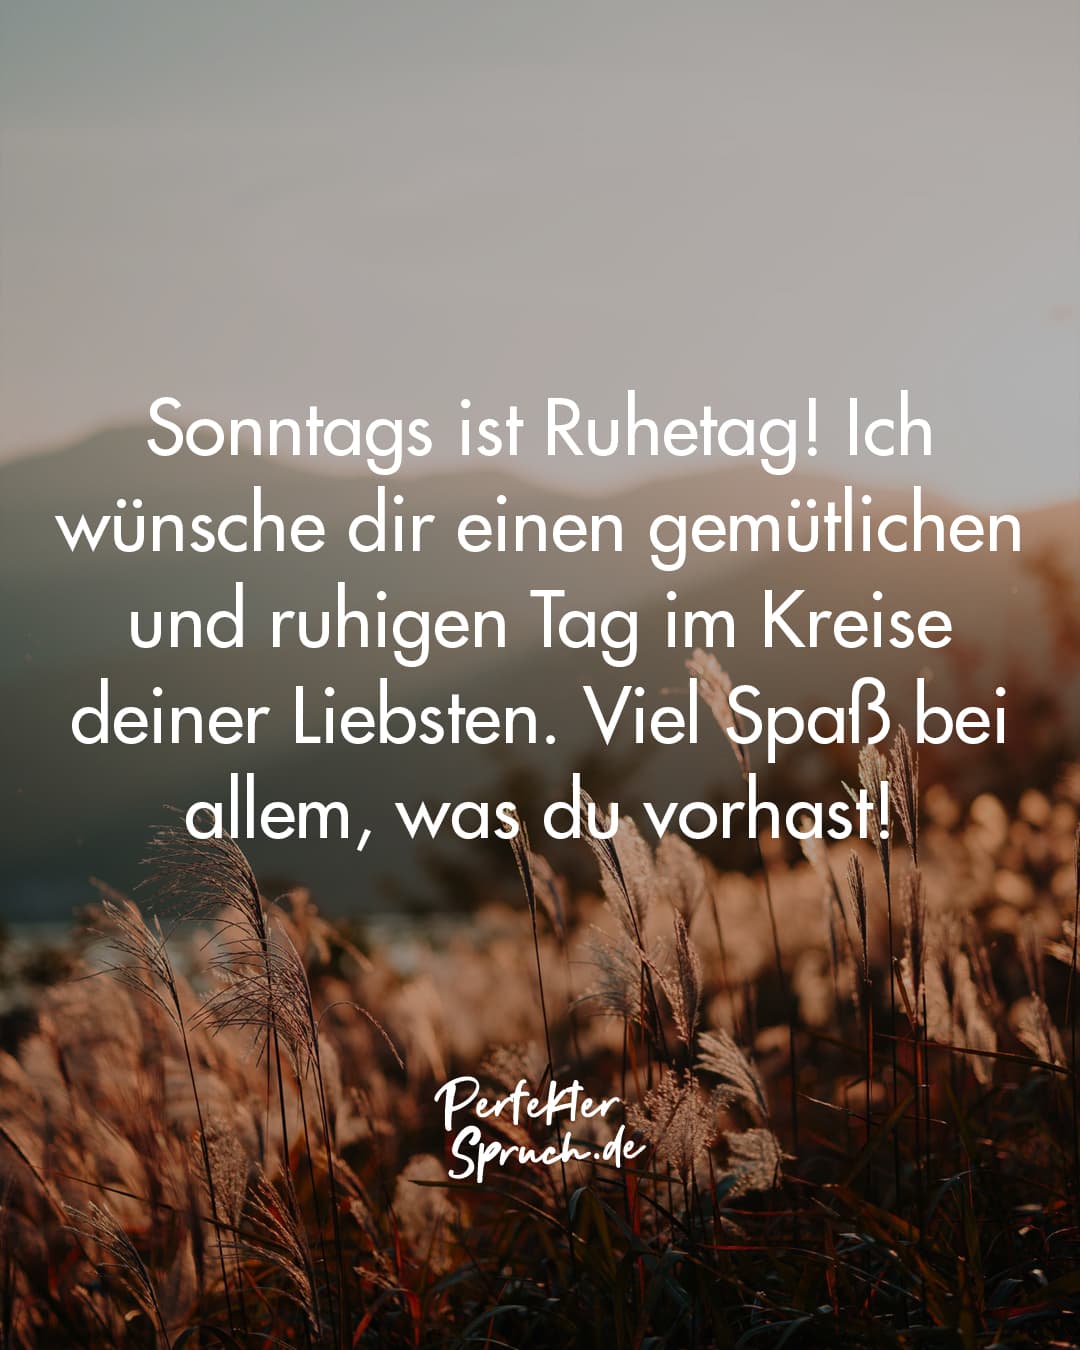 Sonntags ist Ruhetag! Ich
wünsche dir einen gemütlichen
und ruhigen Tag im Kreise
deiner Liebsten. Viel Spaß bei
allem, was du vorhast!
Perfekter
Spruch.de